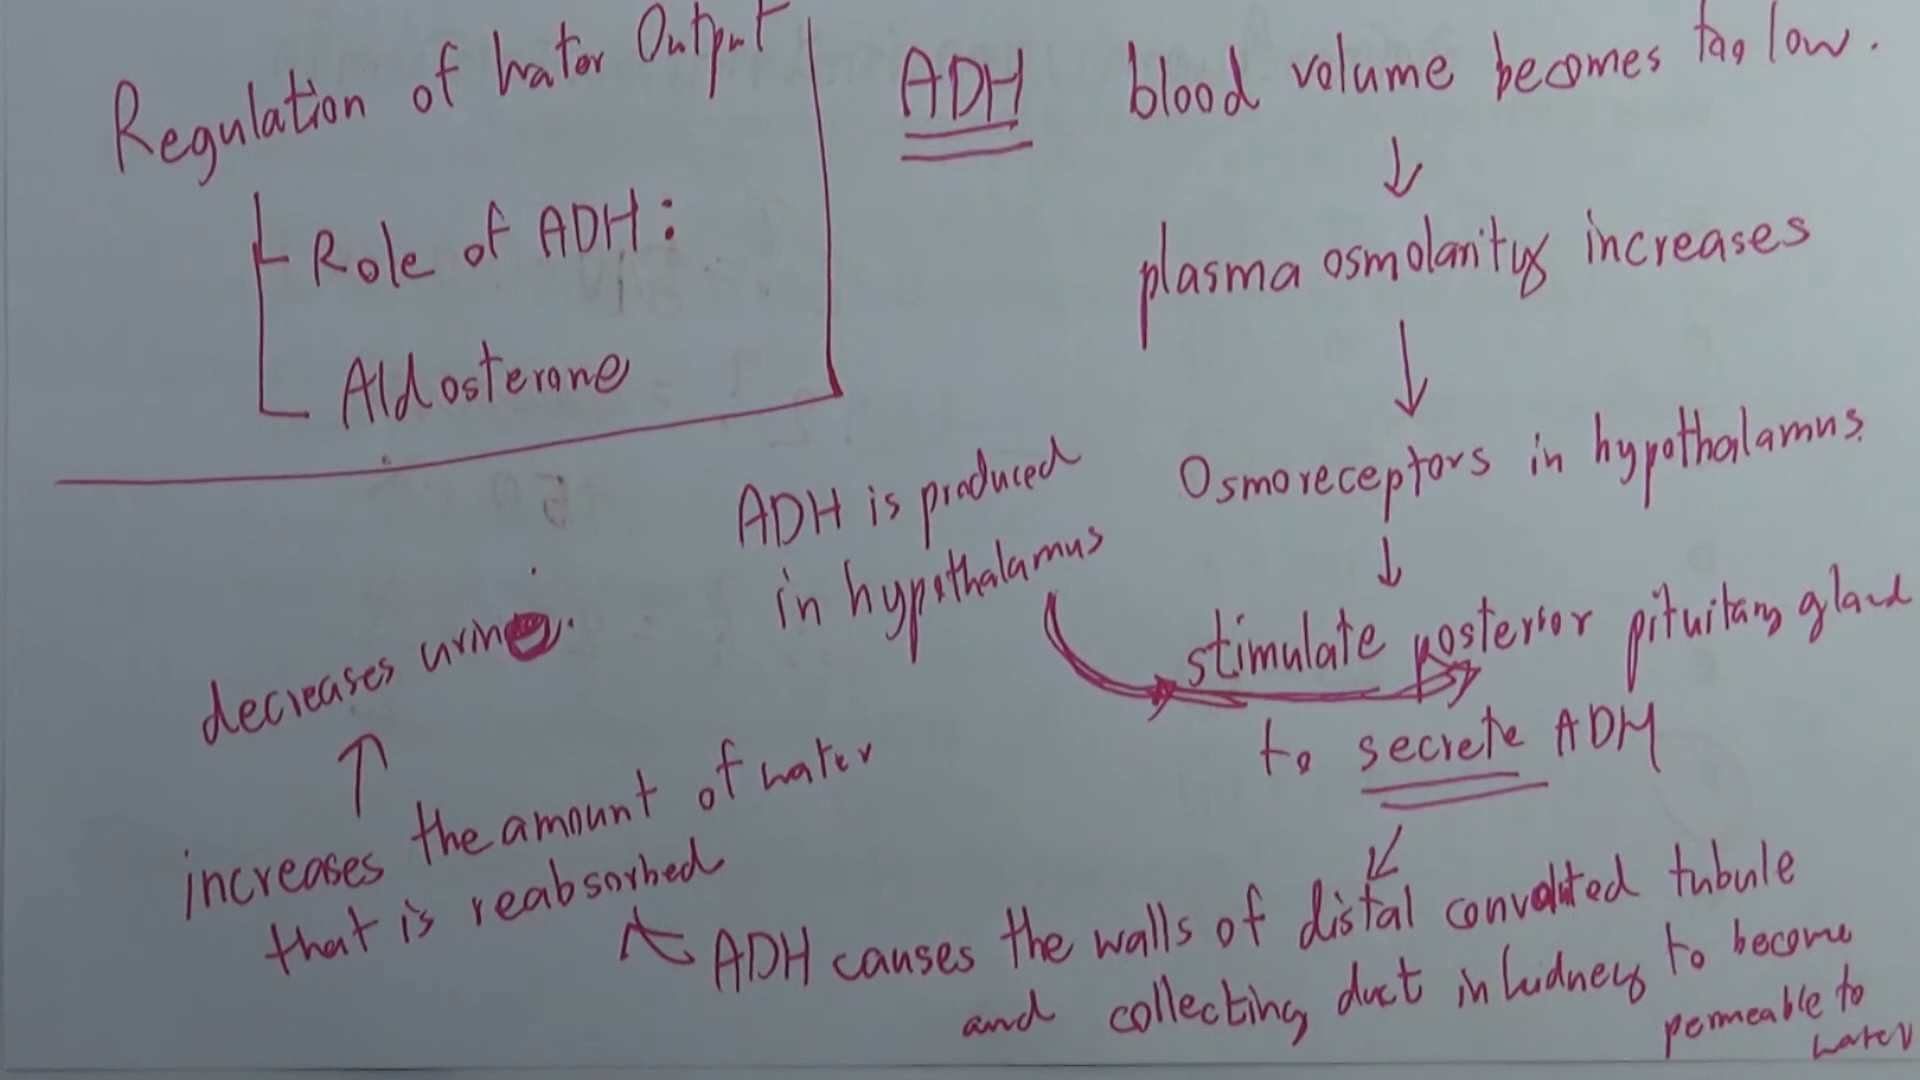 Regulation of water Output
Role of ADH:
Aldosterone
ADH
blood volume becomes too low.
↓
plasma osmolarity increases
↓
Osmoreceptors in hypothalamus.
↓
stimulate posterior pituitary gland
to secrete ADH
ADH is produced
in hypothalamus
ADH causes the walls of distal convoluted tubule
and collecting duct in kidneys to become
permeable to
water
increases the amount of water
that is reabsorbed
↑
decreases urine.